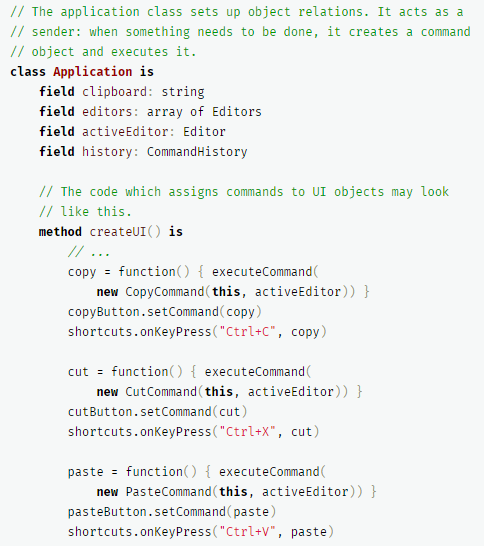 // The application class sets up object relations. It acts as a
// sender: when something needs to be done, it creates a command
// object and executes it.
class Application is
    field clipboard: string
    field editors: array of Editors
    field activeEditor: Editor
    field history: CommandHistory

    // The code which assigns commands to UI objects may look
    // like this.
    method createUI() is
        // ...
        copy = function() { executeCommand(
            new CopyCommand(this, activeEditor)) }
        copyButton.setCommand(copy)
        shortcuts.onKeyPress("Ctrl+C", copy)

        cut = function() { executeCommand(
            new CutCommand(this, activeEditor)) }
        cutButton.setCommand(cut)
        shortcuts.onKeyPress("Ctrl+X", cut)

        paste = function() { executeCommand(
            new PasteCommand(this, activeEditor)) }
        pasteButton.setCommand(paste)
        shortcuts.onKeyPress("Ctrl+V", paste)